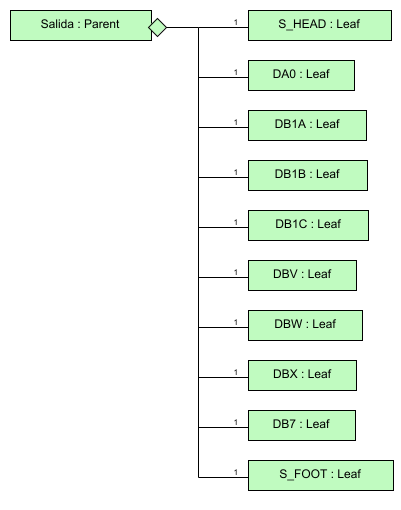 Salida : Parent
1
S_HEAD : Leaf
1
DA0 : Leaf
1
DB1A : Leaf
1
DB1B : Leaf
1
DB1C : Leaf
1
DBV : Leaf
1
DBW : Leaf
1
DBX : Leaf
1
DB7 : Leaf
1
S_FOOT : Leaf